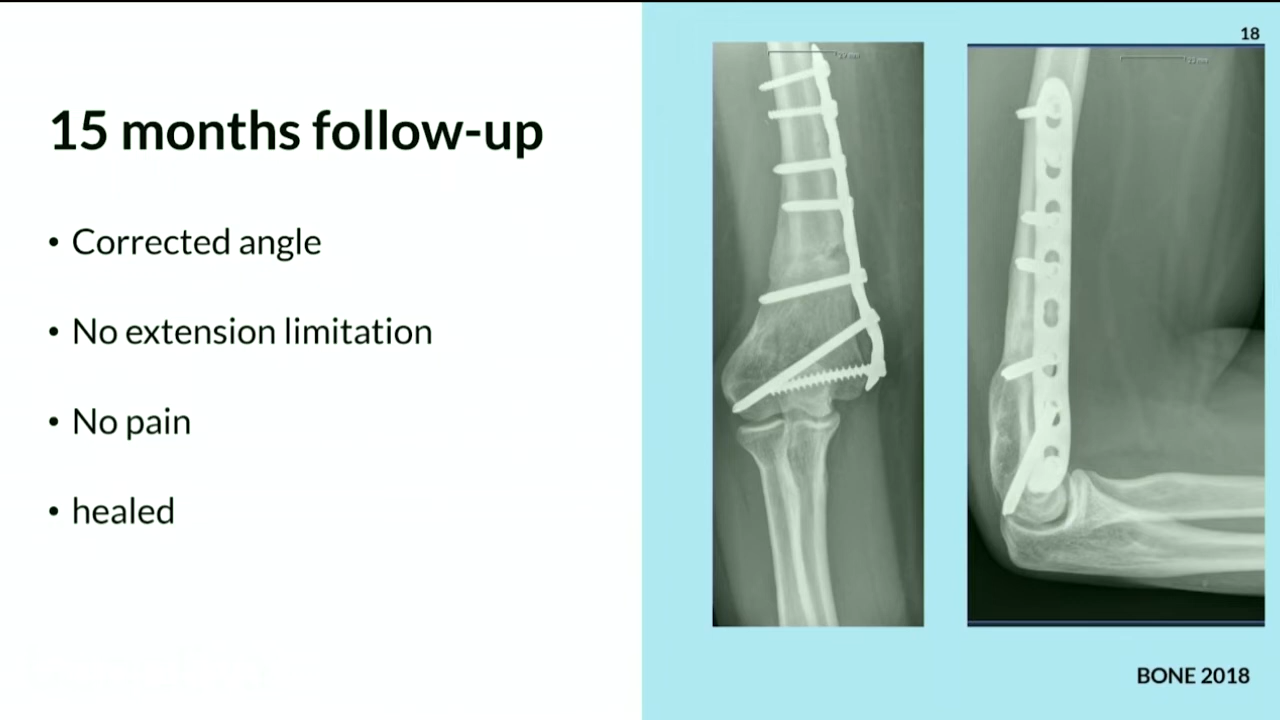 18
15 months follow-up
• Corrected angle
• No extension limitation
• No pain
• healed
BONE 2018